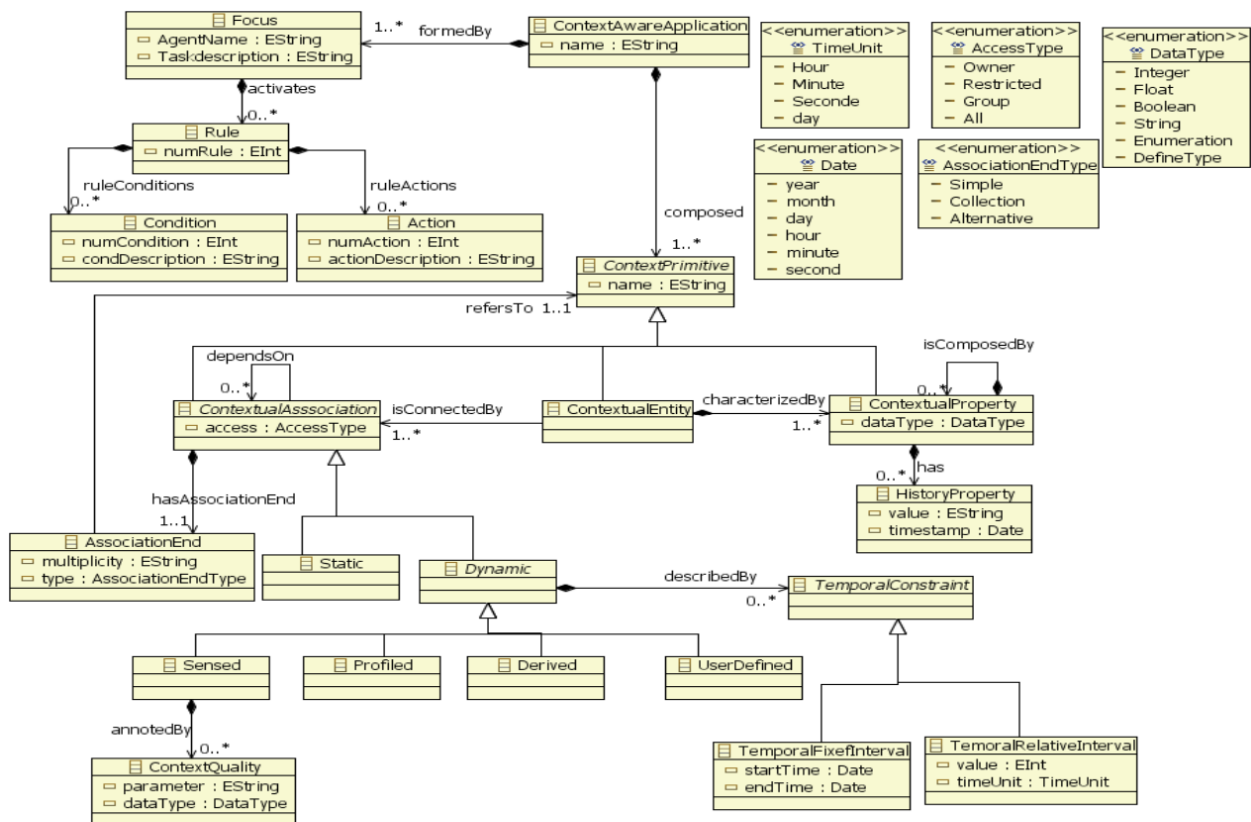 Focus
AgentName : EString
Taskdescription : EString
1..*
formedBy
ContextAwareApplication
name : EString
<<enumeration>>
TimeUnit
Hour
Minute
Seconde
day
<<enumeration>>
AccessType
Owner
Restricted
Group
All
<<enumeration>>
DataType
Integer
Float
Boolean
String
Enumeration
DefineType
activates
0..*
Rule
numRule : EInt
<<enumeration>>
Date
year
month
day
hour
minute
second
<<enumeration>>
AssociationEndType
Simple
Collection
Alternative
ruleConditions
0..*
ruleActions
0..*
Condition
numCondition : EInt
condDescription : EString
Action
numAction : EInt
actionDescription : EString
composed
1..*
ContextPrimitive
name : EString
refersTo 1..1
dependsOn
0..*
isComposedBy
0..*
ContextualAsssociation
access : AccessType
isConnectedBy
1..*
ContextualEntity
characterizedBy
1..*
ContextualProperty
dataType : DataType
has
0..*
HistoryProperty
value : EString
timestamp : Date
hasAssociationEnd
1..1
AssociationEnd
multiplicity : EString
type : AssociationEndType
Static
Dynamic
describedBy
0..*
TemporalConstraint
Sensed
Profiled
Derived
UserDefined
annotedBy
0..*
ContextQuality
parameter : EString
dataType : DataType
TemporalFixefInterval
startTime : Date
endTime : Date
TemoralRelativeInterval
value : EInt
timeUnit : TimeUnit